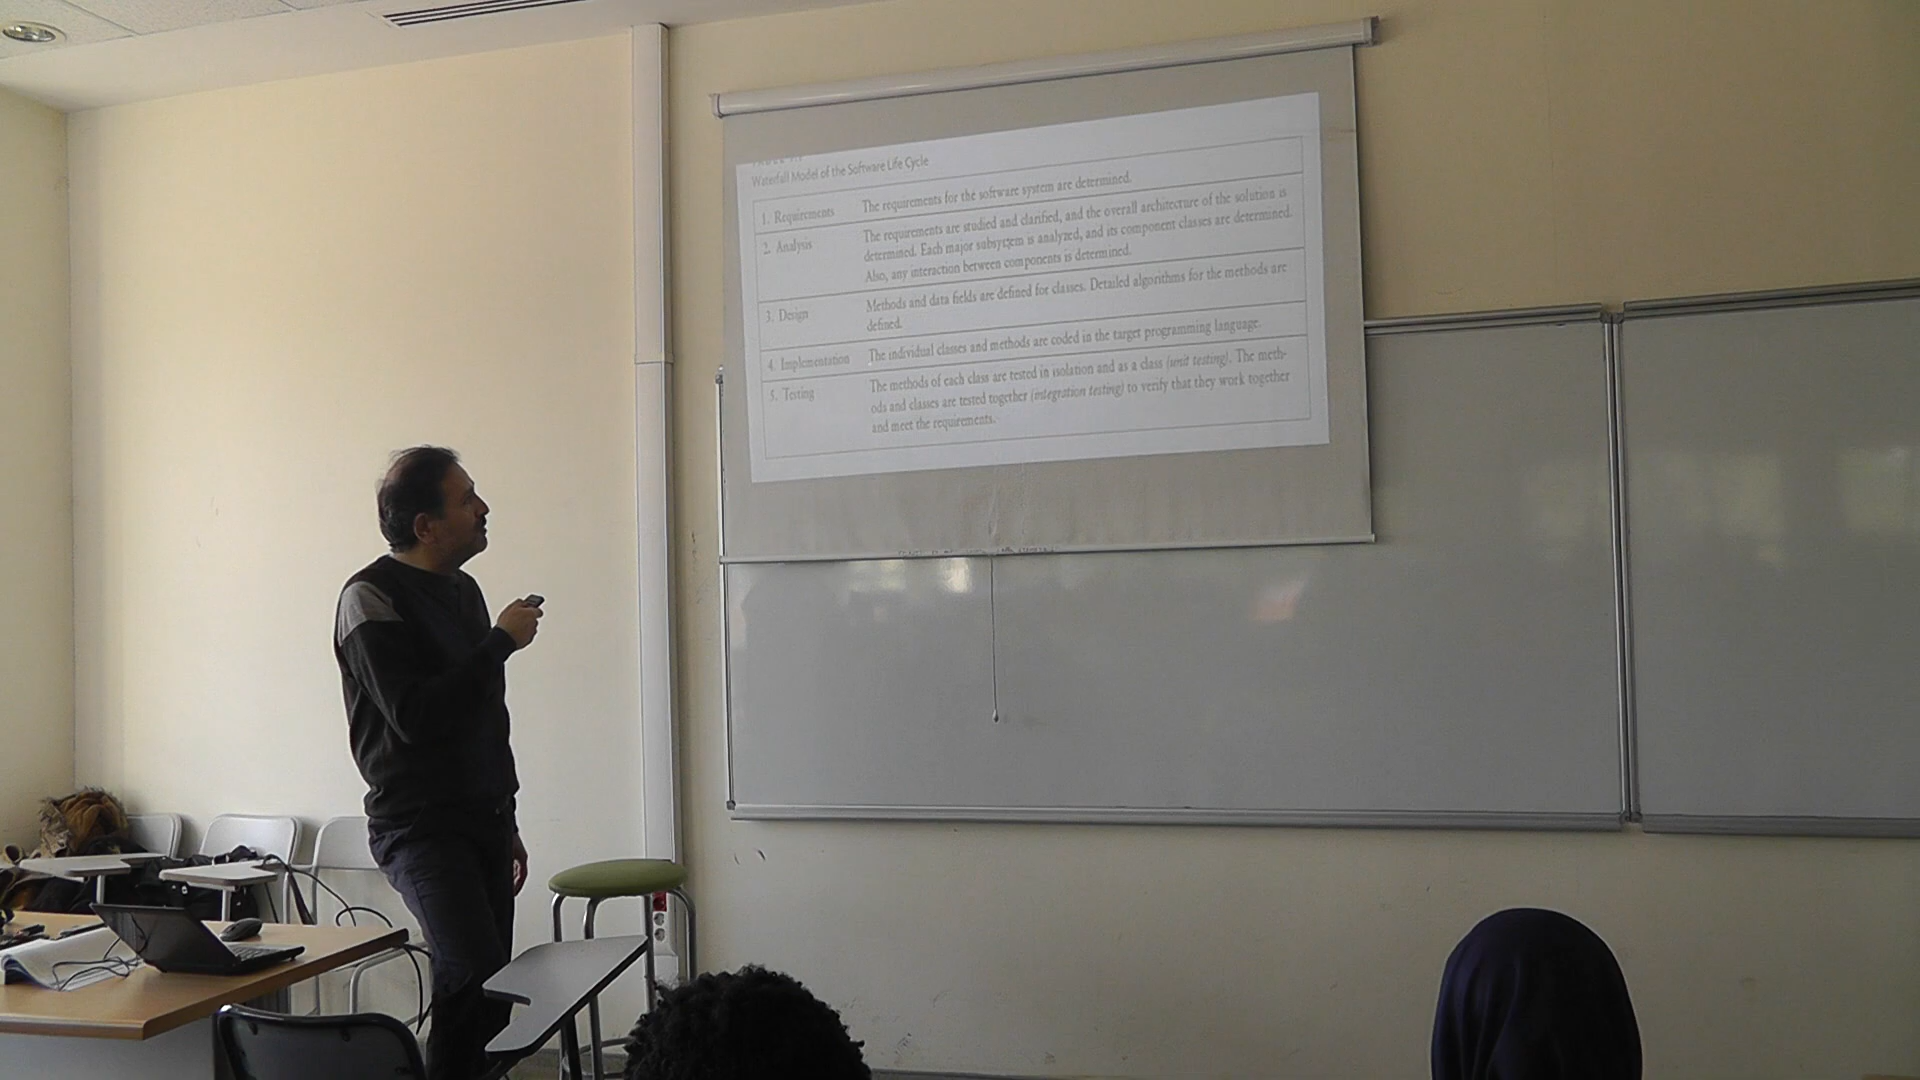 Waterfall Model of the Software Life Cycle
1. Requirements The requirements for the software system are determined.
2. Analysis The requirements are studied and clarified, and the overall architecture of the solution is
determined. Each major subsystem is analyzed, and its component classes are determined.
Also, any interaction between components is determined.
3. Design Methods and data fields are defined for classes. Detailed algorithms for the methods are
defined.
4. Implementation The individual classes and methods are coded in the target programming language.
5. Testing The methods of each class are tested in isolation and as a class (unit testing). The meth-
ods and classes are tested together (integration testing) to verify that they work together
and meet the requirements.